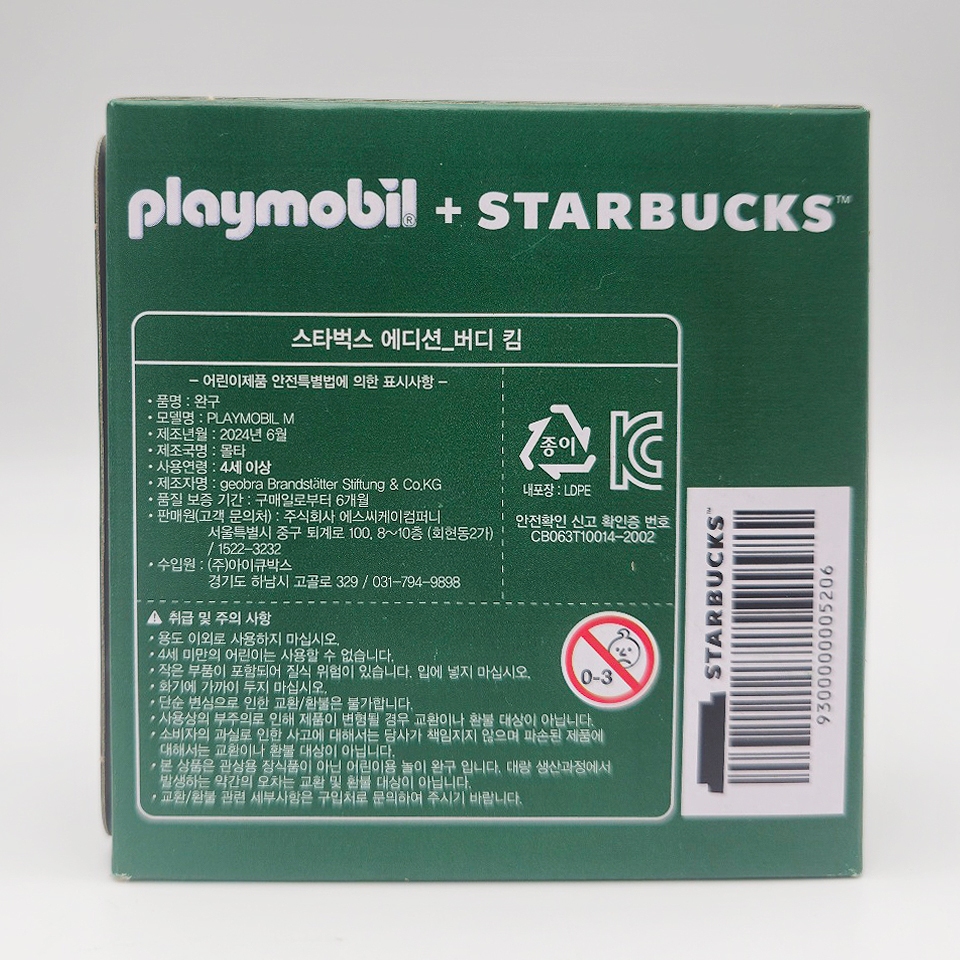 playmobil® + STARBUCKS™
스타벅스 에디션_버디 킴
– 어린이제품 안전특별법에 의한 표시사항 –
• 품명 : 완구
• 모델명 : PLAYMOBIL M
• 제조년월 : 2024년 6월
• 제조국명 : 몰타
• 사용연령 : 4세 이상
• 제조자명 : geobra Brandstätter Stiftung & Co.KG
• 품질 보증 기간 : 구매일로부터 6개월
• 판매원(고객 문의처) : 주식회사 에스씨케이컴퍼니
서울특별시 중구 퇴계로 100, 8~10층 (회현동2가)
/ 1522-3232
• 수입원 : (주)아이큐박스
경기도 하남시 고골로 329 / 031-794-9898
종이
내포장 : LDPE
안전확인 신고 확인증 번호
CB063T10014-2002
⚠ 취급 및 주의 사항
• 용도 이외로 사용하지 마십시오.
• 4세 미만의 어린이는 사용할 수 없습니다.
• 작은 부품이 포함되어 질식 위험이 있습니다. 입에 넣지 마십시오.
• 화기에 가까이 두지 마십시오.
• 단순 변심으로 인한 교환/환불은 불가합니다.
• 사용상의 부주의로 인해 제품이 변형될 경우 교환이나 환불 대상이 아닙니다.
• 소비자의 과실로 인한 사고에 대해서는 당사가 책임지지 않으며 파손된 제품에
대해서는 교환이나 환불 대상이 아닙니다.
• 본 상품은 관상용 장식품이 아닌 어린이용 놀이 완구 입니다. 대량 생산과정에서
발생하는 약간의 오차는 교환 및 환불 대상이 아닙니다.
• 교환/환불 관련 세부사항은 구입처로 문의하여 주시기 바랍니다.
0-3
STARBUCKS™
9300000005206